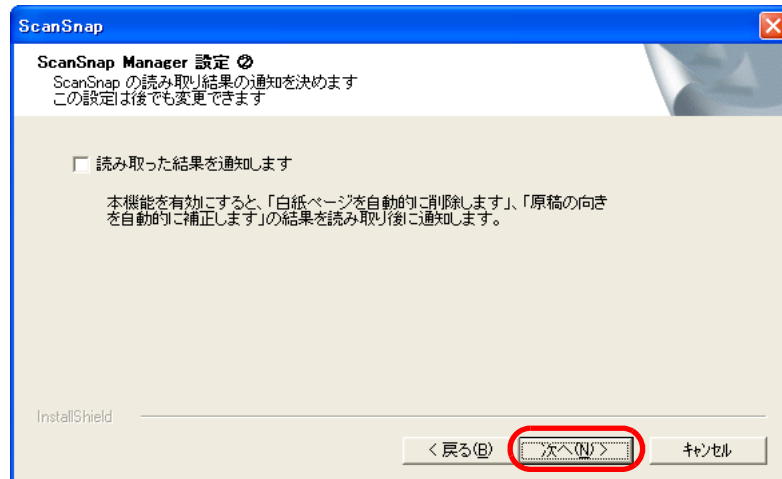 ScanSnap
ScanSnap Manager 設定 ②
ScanSnap の読み取り結果の通知を決めます
この設定は後でも変更できます
読み取った結果を通知します
本機能を有効にすると、「白紙ページを自動的に削除します」、「原稿の向き
を自動的に補正します」の結果を読み取り後に通知します。
InstallShield
< 戻る(B)
次へ(N) >
キャンセル